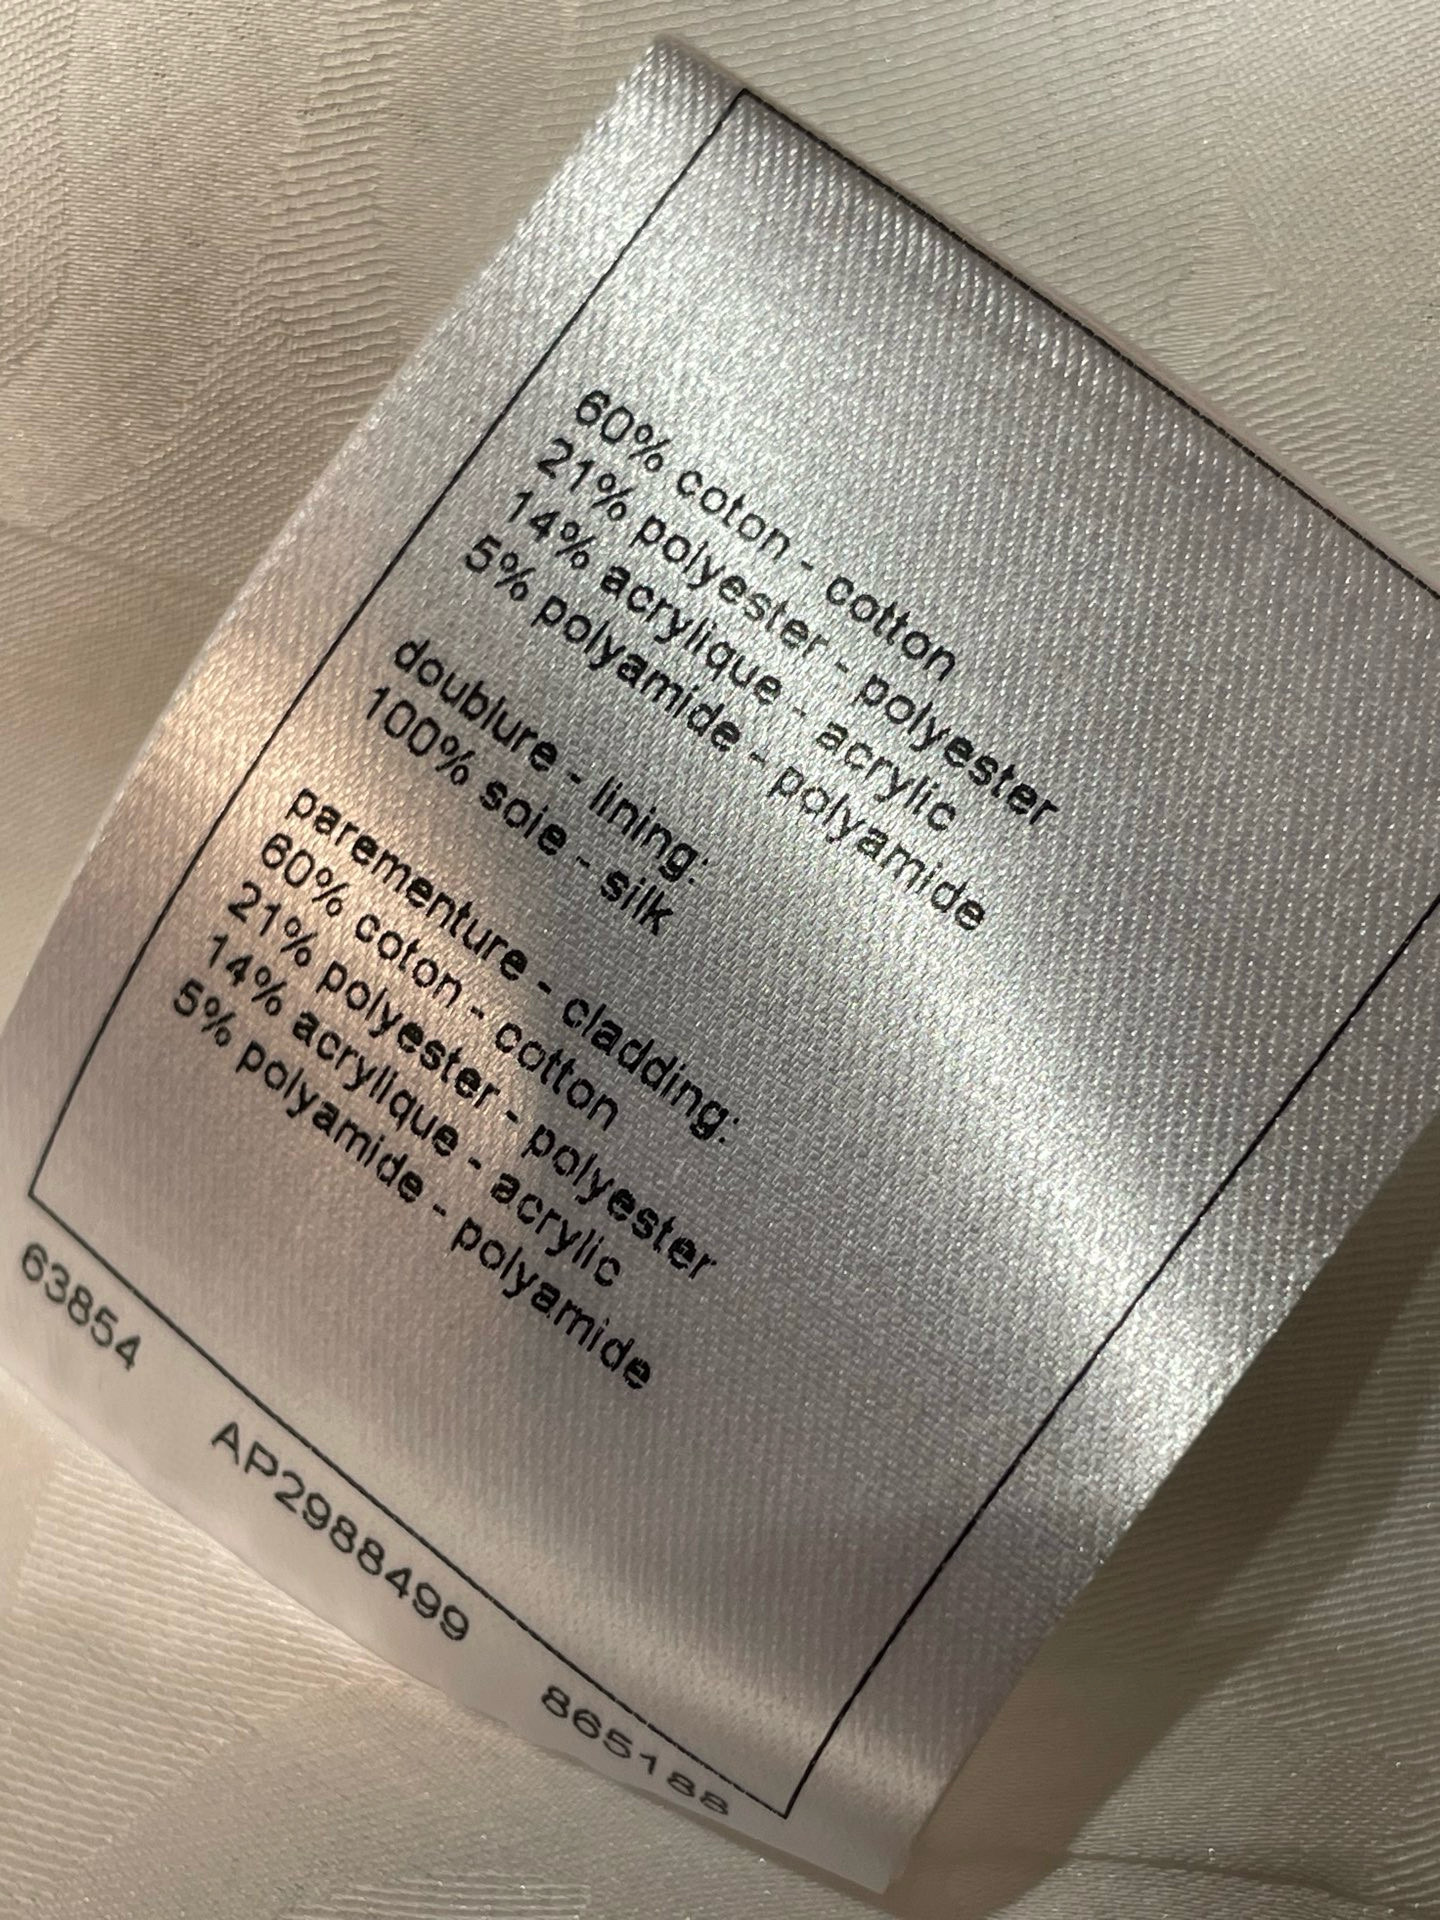 60% coton - cotton
21% polyester - polyester
14% acrylique - acrylic
5% polyamide - polyamide
doublure - lining:
100% soie - silk
parementure - cladding:
60% coton - cotton
21% polyester - polyester
14% acrylique - acrylic
5% polyamide - polyamide
63854 AP2988499 865188